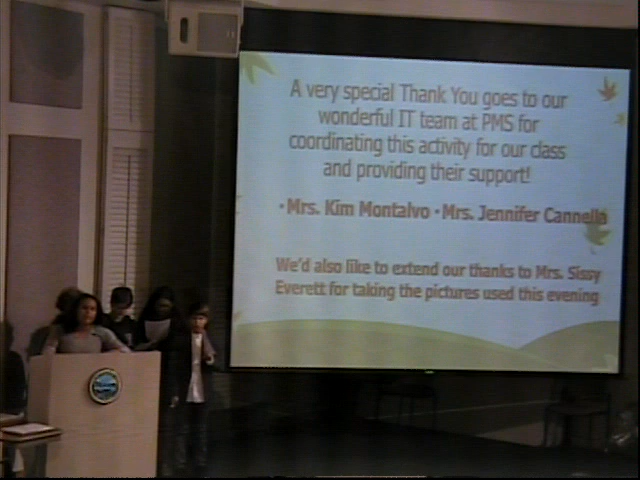 A very special Thank You goes to our
wonderful IT team at PMS for
coordinating this activity for our class
and providing their support!
•Mrs. Kim Montalvo •Mrs. Jennifer Cannella
We'd also like to extend our thanks to Mrs. Sissy
Everett for taking the pictures used this evening